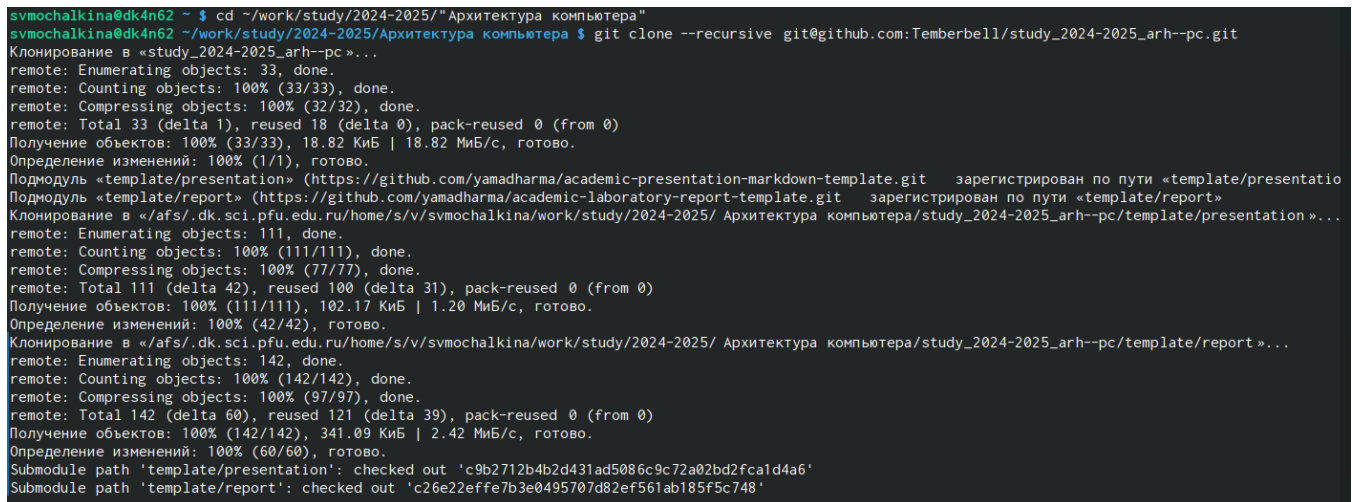 svmochalkina@dk4n62 ~ $ cd ~/work/study/2024-2025/"Архитектура компьютера"
svmochalkina@dk4n62 ~/work/study/2024-2025/Архитектура компьютера $ git clone --recursive git@github.com:Temberbell/study_2024-2025_arh--pc.git
Клонирование в «study_2024-2025_arh--pc»...
remote: Enumerating objects: 33, done.
remote: Counting objects: 100% (33/33), done.
remote: Compressing objects: 100% (32/32), done.
remote: Total 33 (delta 1), reused 18 (delta 0), pack-reused 0 (from 0)
Получение объектов: 100% (33/33), 18.82 КиБ | 18.82 МиБ/с, готово.
Определение изменений: 100% (1/1), готово.
Подмодуль «template/presentation» (https://github.com/yamadharma/academic-presentation-markdown-template.git зарегистрирован по пути «template/presentatio
Подмодуль «template/report» (https://github.com/yamadharma/academic-laboratory-report-template.git зарегистрирован по пути «template/report»
Клонирование в «/afs/.dk.sci.pfu.edu.ru/home/s/v/svmochalkina/work/study/2024-2025/ Архитектура компьютера/study_2024-2025_arh--pc/template/presentation»...
remote: Enumerating objects: 111, done.
remote: Counting objects: 100% (111/111), done.
remote: Compressing objects: 100% (77/77), done.
remote: Total 111 (delta 42), reused 100 (delta 31), pack-reused 0 (from 0)
Получение объектов: 100% (111/111), 102.17 КиБ | 1.20 МиБ/с, готово.
Определение изменений: 100% (42/42), готово.
Клонирование в «/afs/.dk.sci.pfu.edu.ru/home/s/v/svmochalkina/work/study/2024-2025/ Архитектура компьютера/study_2024-2025_arh--pc/template/report»...
remote: Enumerating objects: 142, done.
remote: Counting objects: 100% (142/142), done.
remote: Compressing objects: 100% (97/97), done.
remote: Total 142 (delta 60), reused 121 (delta 39), pack-reused 0 (from 0)
Получение объектов: 100% (142/142), 341.09 КиБ | 2.42 МиБ/с, готово.
Определение изменений: 100% (60/60), готово.
Submodule path 'template/presentation': checked out 'c9b2712b4b2d431ad5086c9c72a02bd2fca1d4a6'
Submodule path 'template/report': checked out 'c26e22effe7b3e0495707d82ef561ab185f5c748'